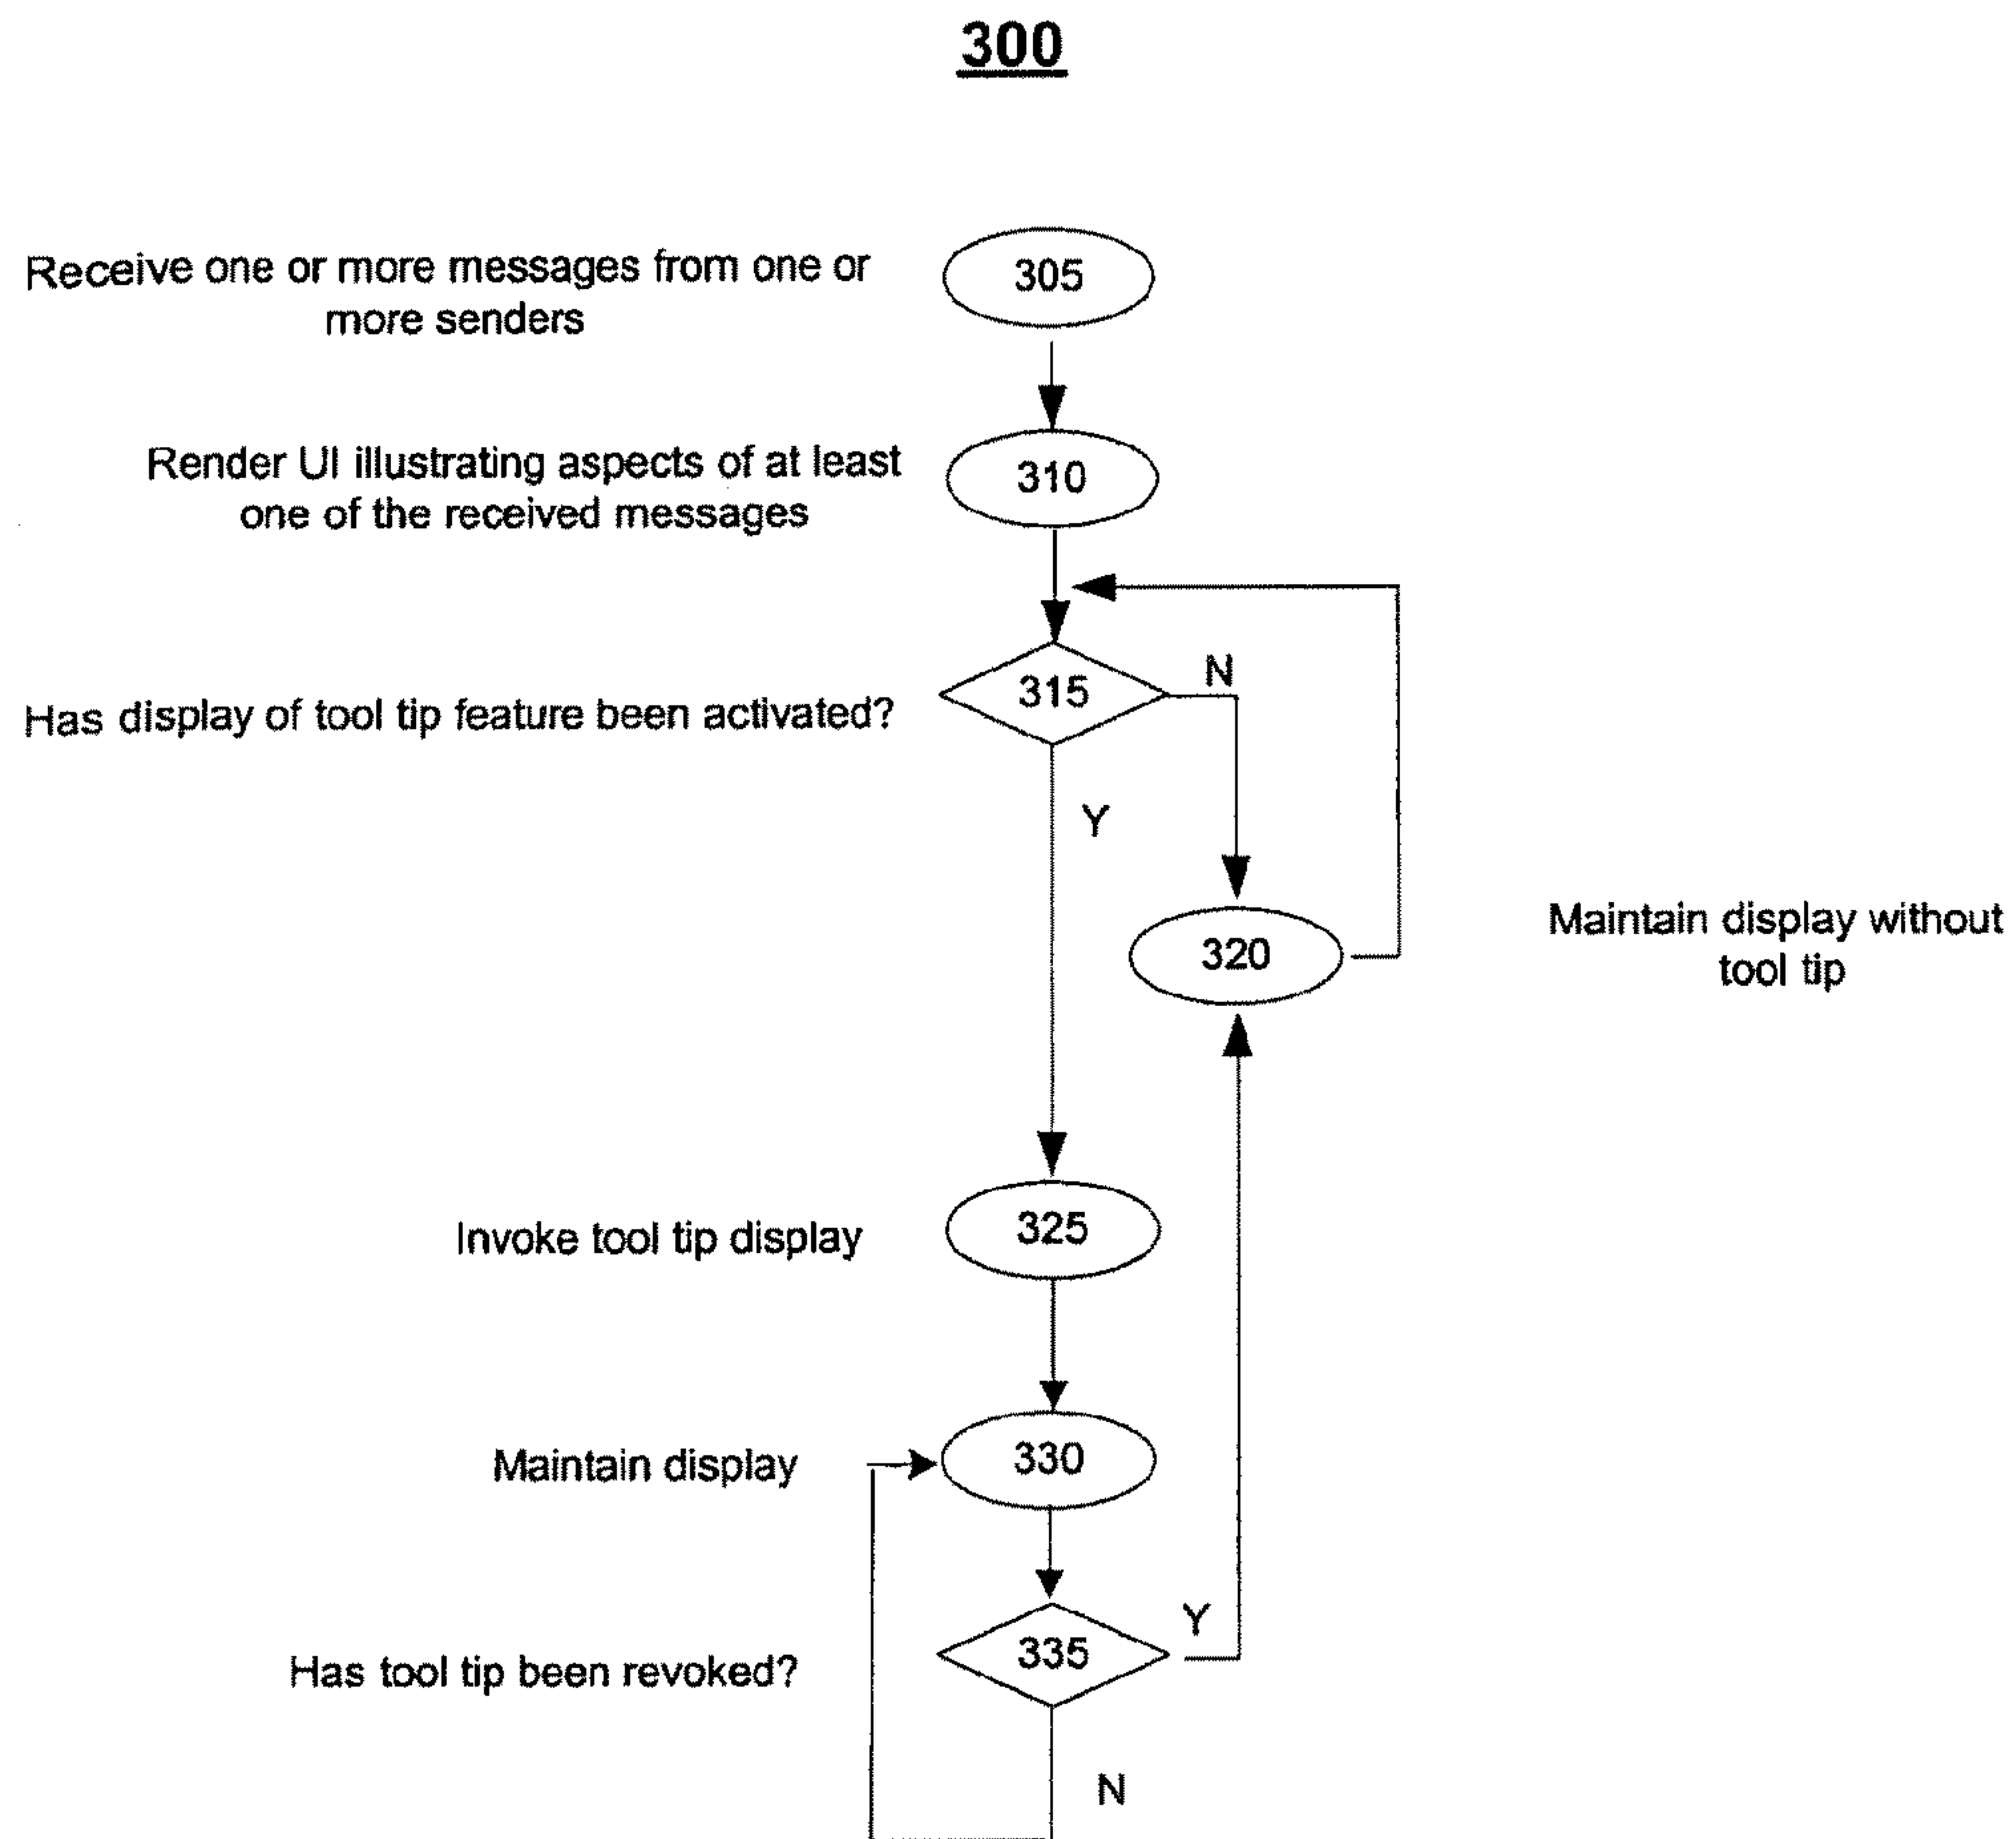 300
Receive one or more messages from one or
more senders
305
Render UI illustrating aspects of at least
one of the received messages
310
Has display of tool tip feature been activated?
315
N
Y
320
Maintain display without
tool tip
Invoke tool tip display
325
Maintain display
330
Has tool tip been revoked?
335
Y
N